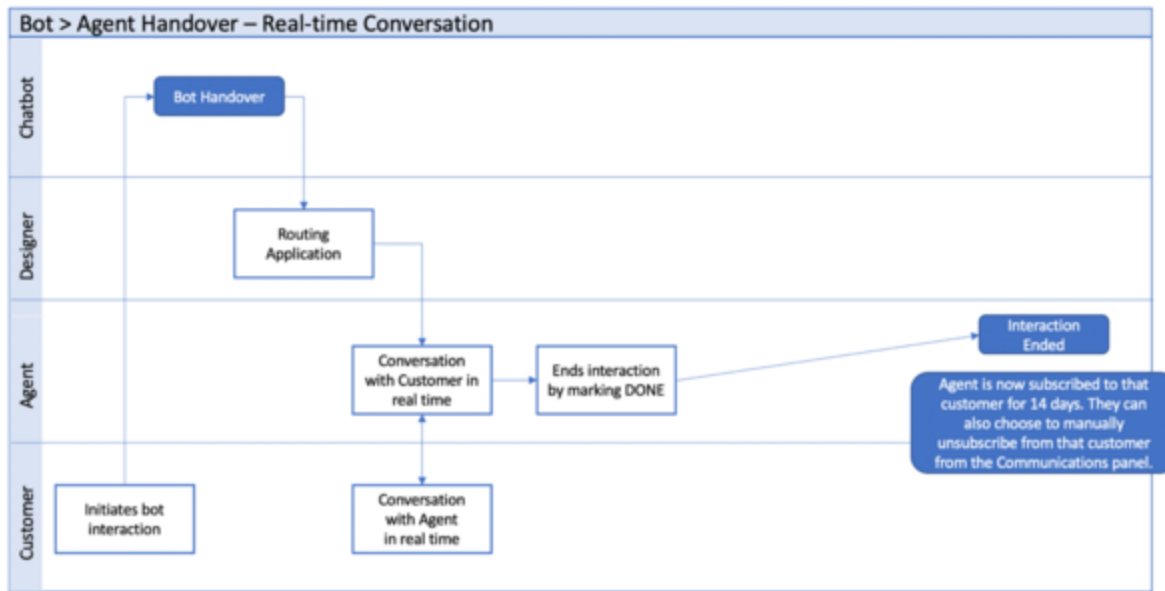 Bot > Agent Handover – Real-time Conversation
Chatbot
Bot Handover
Designer
Routing
Application
Agent
Conversation
with Customer in
real time
Ends interaction
by marking DONE
Interaction
Ended
Agent is now subscribed to that
customer for 14 days. They can
also choose to manually
unsubscribe from that customer
from the Communications panel.
Customer
Initiates bot
interaction
Conversation
with Agent
in real time